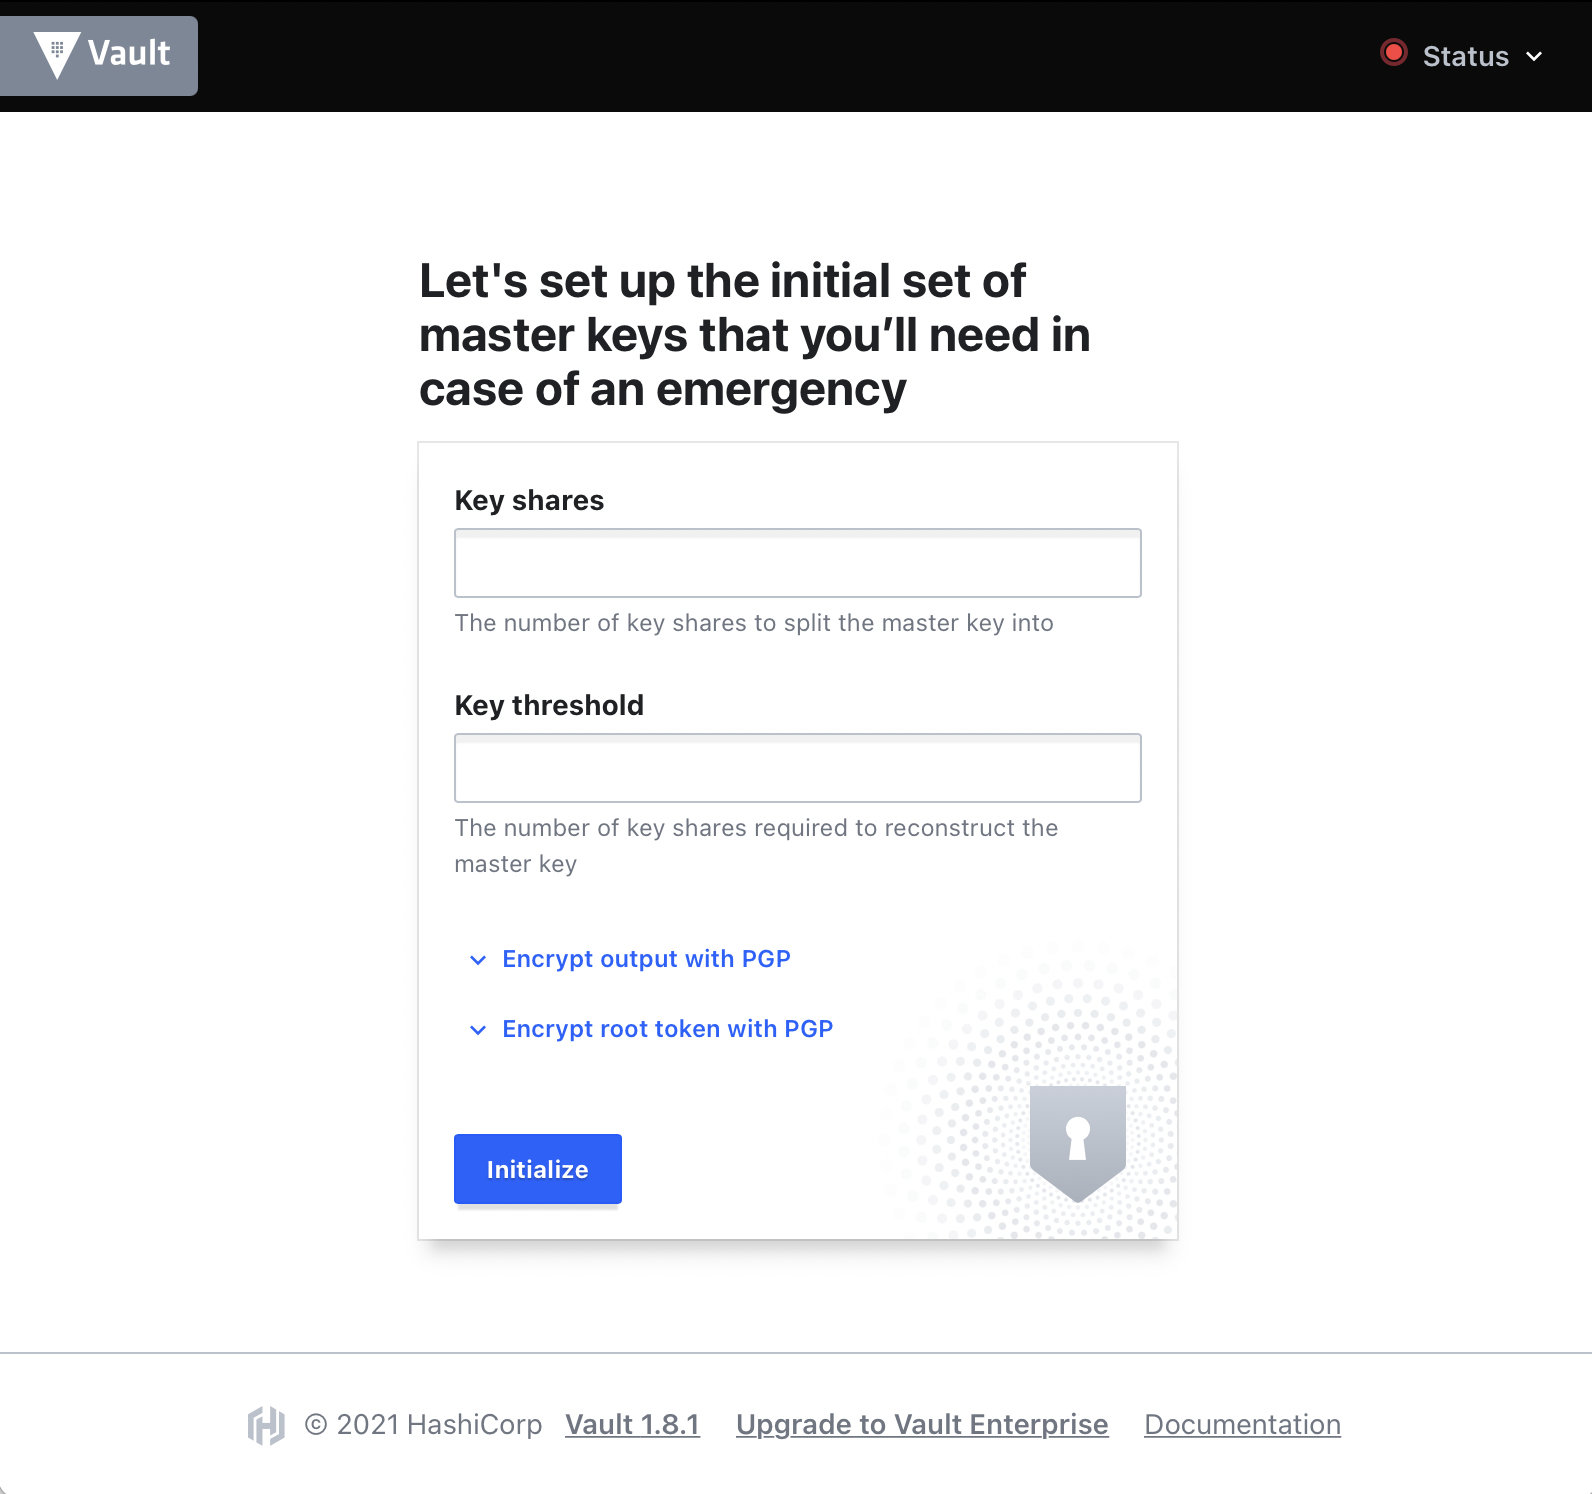 Vault
Status
Let's set up the initial set of
master keys that you’ll need in
case of an emergency
Key shares
The number of key shares to split the master key into
Key threshold
The number of key shares required to reconstruct the
master key
Encrypt output with PGP
Encrypt root token with PGP
Initialize
© 2021 HashiCorp Vault 1.8.1 Upgrade to Vault Enterprise Documentation